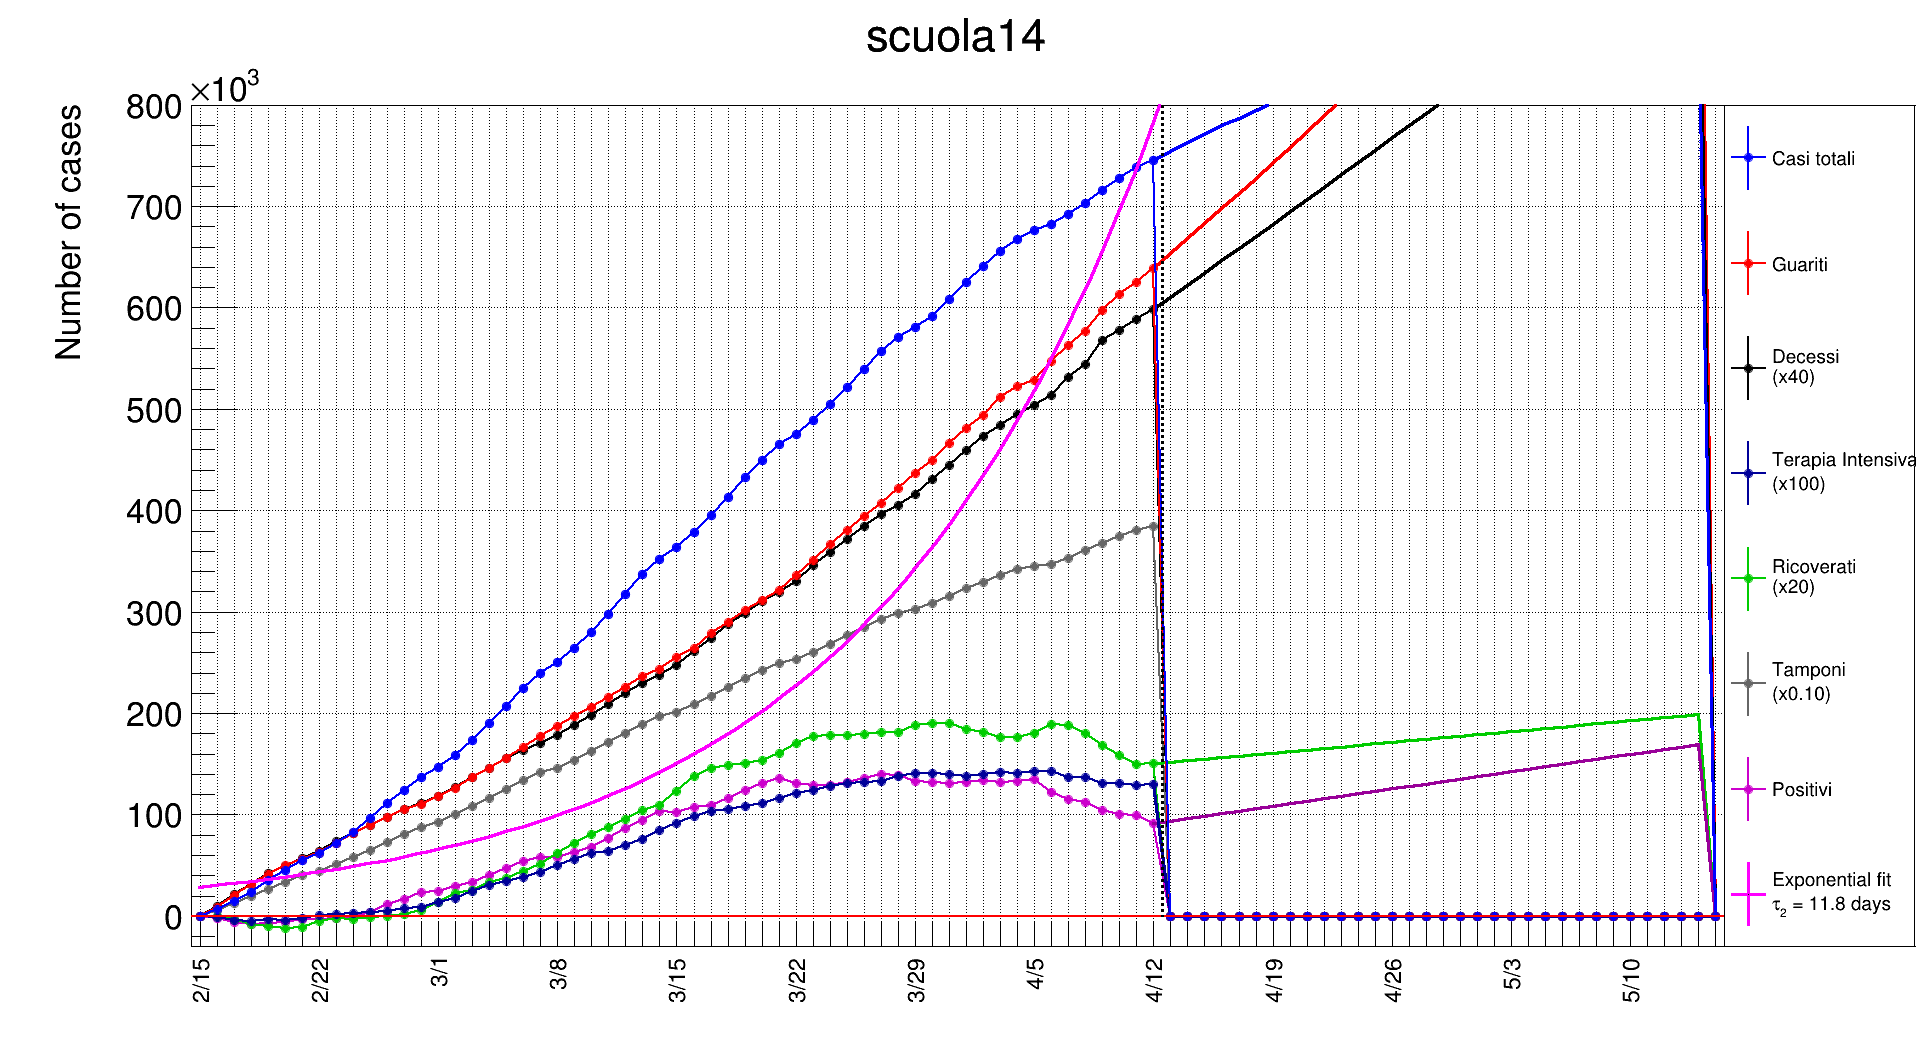 scuola14
×10³
Number of cases
800
700
600
500
400
300
200
100
0
2/15
2/22
3/1
3/8
3/15
3/22
3/29
4/5
4/12
4/19
4/26
5/3
5/10
Casi totali
Guariti
Decessi
(x40)
Terapia Intensiva
(x100)
Ricoverati
(x20)
Tamponi
(x0.10)
Positivi
Exponential fit
τ₂ = 11.8 days